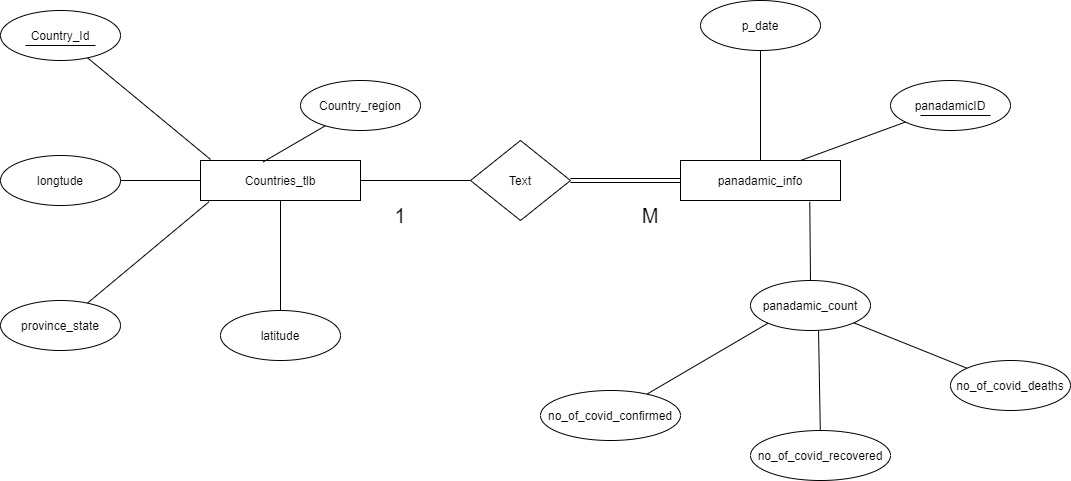 p_date
Country_Id
Country_region
panadamicID
longtude
Countries_tlb
Text
panadamic_info
1
M
panadamic_count
province_state
latitude
no_of_covid_deaths
no_of_covid_confirmed
no_of_covid_recovered